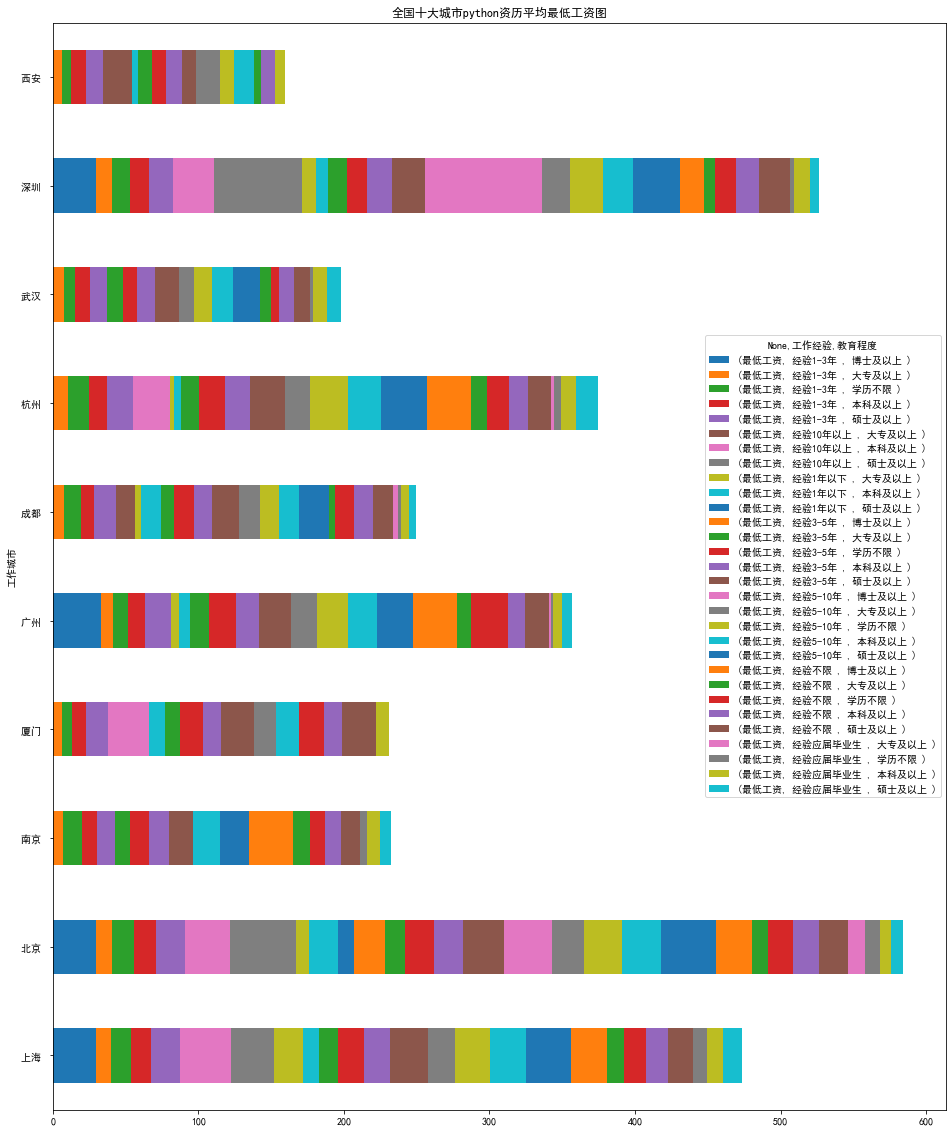 全国十大城市python资历平均最低工资图
西安
深圳
武汉
杭州
成都
广州
厦门
南京
北京
上海
工作城市
0 100 200 300 400 500 600
None,工作经验,教育程度
(最低工资, 经验1-3年 , 博士及以上 )
(最低工资, 经验1-3年 , 大专及以上 )
(最低工资, 经验1-3年 , 学历不限 )
(最低工资, 经验1-3年 , 本科及以上 )
(最低工资, 经验1-3年 , 硕士及以上 )
(最低工资, 经验10年以上 , 大专及以上 )
(最低工资, 经验10年以上 , 本科及以上 )
(最低工资, 经验10年以上 , 硕士及以上 )
(最低工资, 经验1年以下 , 大专及以上 )
(最低工资, 经验1年以下 , 本科及以上 )
(最低工资, 经验1年以下 , 硕士及以上 )
(最低工资, 经验3-5年 , 博士及以上 )
(最低工资, 经验3-5年 , 大专及以上 )
(最低工资, 经验3-5年 , 学历不限 )
(最低工资, 经验3-5年 , 本科及以上 )
(最低工资, 经验3-5年 , 硕士及以上 )
(最低工资, 经验5-10年 , 博士及以上 )
(最低工资, 经验5-10年 , 大专及以上 )
(最低工资, 经验5-10年 , 学历不限 )
(最低工资, 经验5-10年 , 本科及以上 )
(最低工资, 经验5-10年 , 硕士及以上 )
(最低工资, 经验不限 , 博士及以上 )
(最低工资, 经验不限 , 大专及以上 )
(最低工资, 经验不限 , 学历不限 )
(最低工资, 经验不限 , 本科及以上 )
(最低工资, 经验不限 , 硕士及以上 )
(最低工资, 经验应届毕业生 , 大专及以上 )
(最低工资, 经验应届毕业生 , 学历不限 )
(最低工资, 经验应届毕业生 , 本科及以上 )
(最低工资, 经验应届毕业生 , 硕士及以上 )